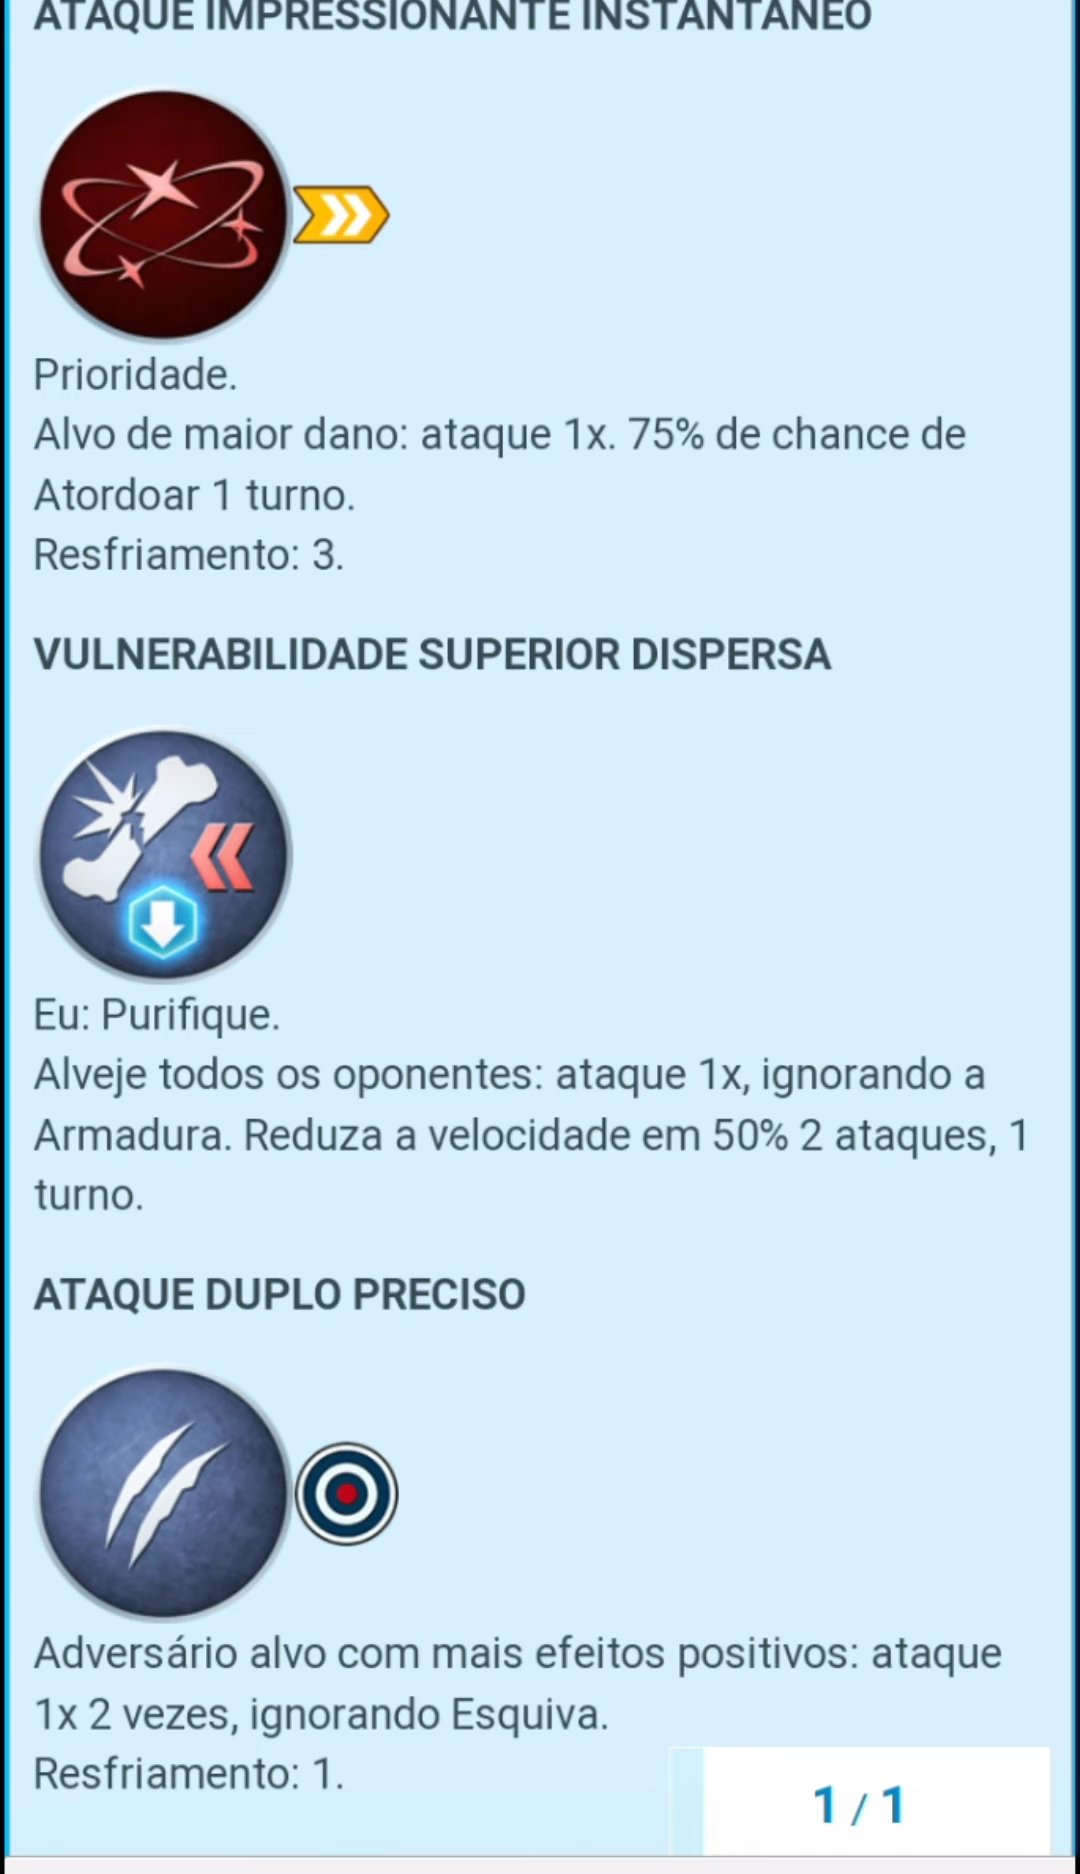 ATAQUE IMPRESSIONANTE INSTANTÂNEO
Prioridade.
Alvo de maior dano: ataque 1x. 75% de chance de
Atordoar 1 turno.
Resfriamento: 3.
VULNERABILIDADE SUPERIOR DISPERSA
Eu: Purifique.
Alveje todos os oponentes: ataque 1x, ignorando a
Armadura. Reduza a velocidade em 50% 2 ataques, 1
turno.
ATAQUE DUPLO PRECISO
Adversário alvo com mais efeitos positivos: ataque
1x 2 vezes, ignorando Esquiva.
Resfriamento: 1.
1 / 1